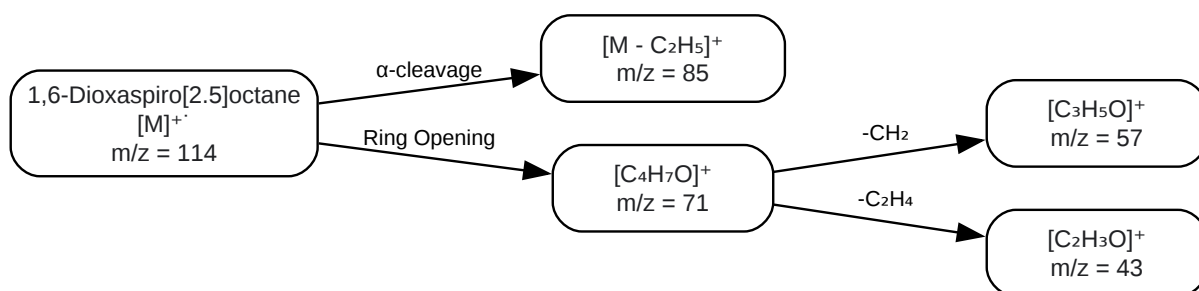 1,6-Dioxaspiro[2.5]octane
[M]⁺˙
m/z = 114
α-cleavage
Ring Opening
[M - C₂H₅]⁺
m/z = 85
[C₄H₇O]⁺
m/z = 71
-CH₂
-C₂H₄
[C₃H₅O]⁺
m/z = 57
[C₂H₃O]⁺
m/z = 43